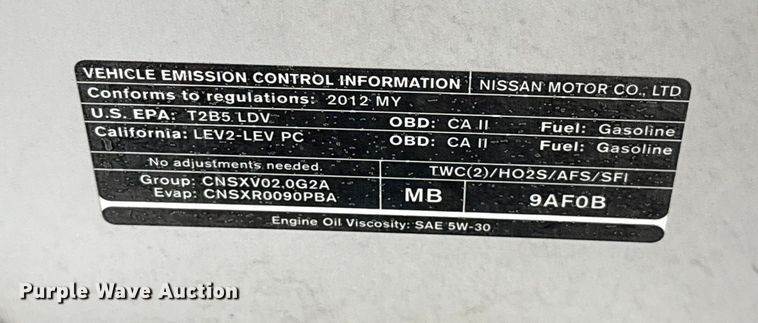 VEHICLE EMISSION CONTROL INFORMATION NISSAN MOTOR CO., LTD
Conforms to regulations: 2012 MY
U.S. EPA: T2B5 LDV OBD: CA II Fuel: Gasoline
California: LEV2-LEV PC OBD: CA II Fuel: Gasoline
No adjustments needed. TWC(2)/HO2S/AFS/SFI
Group: CNSXV02.0G2A
Evap: CNSXR0090PBA MB 9AF0B
Engine Oil Viscosity: SAE 5W-30
Purple Wave Auction